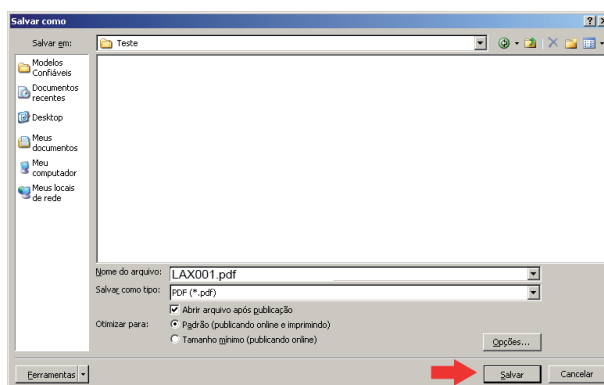 Salvar como
Salvar em:
Teste
Modelos
Confiáveis
Documentos
recentes
Desktop
Meus
documentos
Meu
computador
Meus locais
de rede
Nome do arquivo:
LAX001.pdf
Salvar como tipo:
PDF (*.pdf)
Abrir arquivo após publicação
Otimizar para:
Padrão (publicando online e imprimindo)
Tamanho mínimo (publicando online)
Opções...
Ferramentas
Salvar
Cancelar